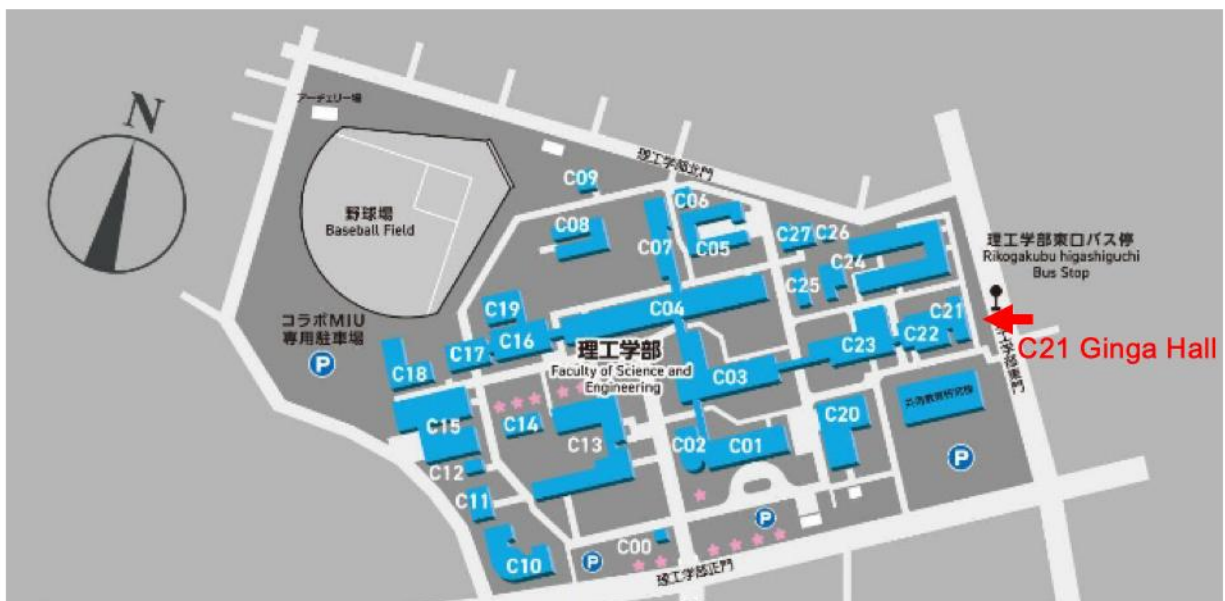 N
アーチェリー場
理工学部北門
C09
C06
野球場
Baseball Field
C08
C07
C05
C27
C26
C24
C25
理工学部東口バス停
Rikogakubu higashiguchi
Bus Stop
C19
C04
C21
C22
C21 Ginga Hall
コラボMIU
専用駐車場
P
C16
C17
C18
理工学部
Faculty of Science and
Engineering
C23
C03
C15
C14
C13
C02
C01
C20
C12
C11
P
C10
P
C00
P
理工学部正門